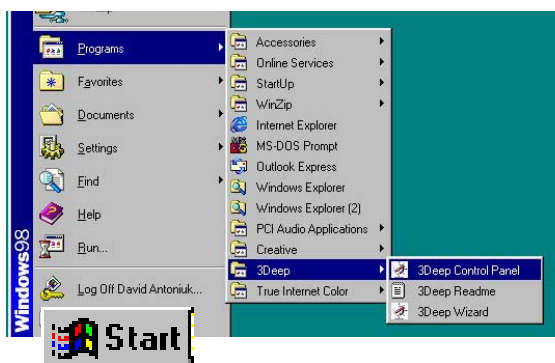 Programs
Favorites
Documents
Settings
Find
Help
Run...
Log Off David Antoniuk...
Windows98
Start
Accessories
Online Services
StartUp
WinZip
Internet Explorer
MS-DOS Prompt
Outlook Express
Windows Explorer
Windows Explorer (2)
PCI Audio Applications
Creative
3Deep
True Internet Color
3Deep Control Panel
3Deep Readme
3Deep Wizard